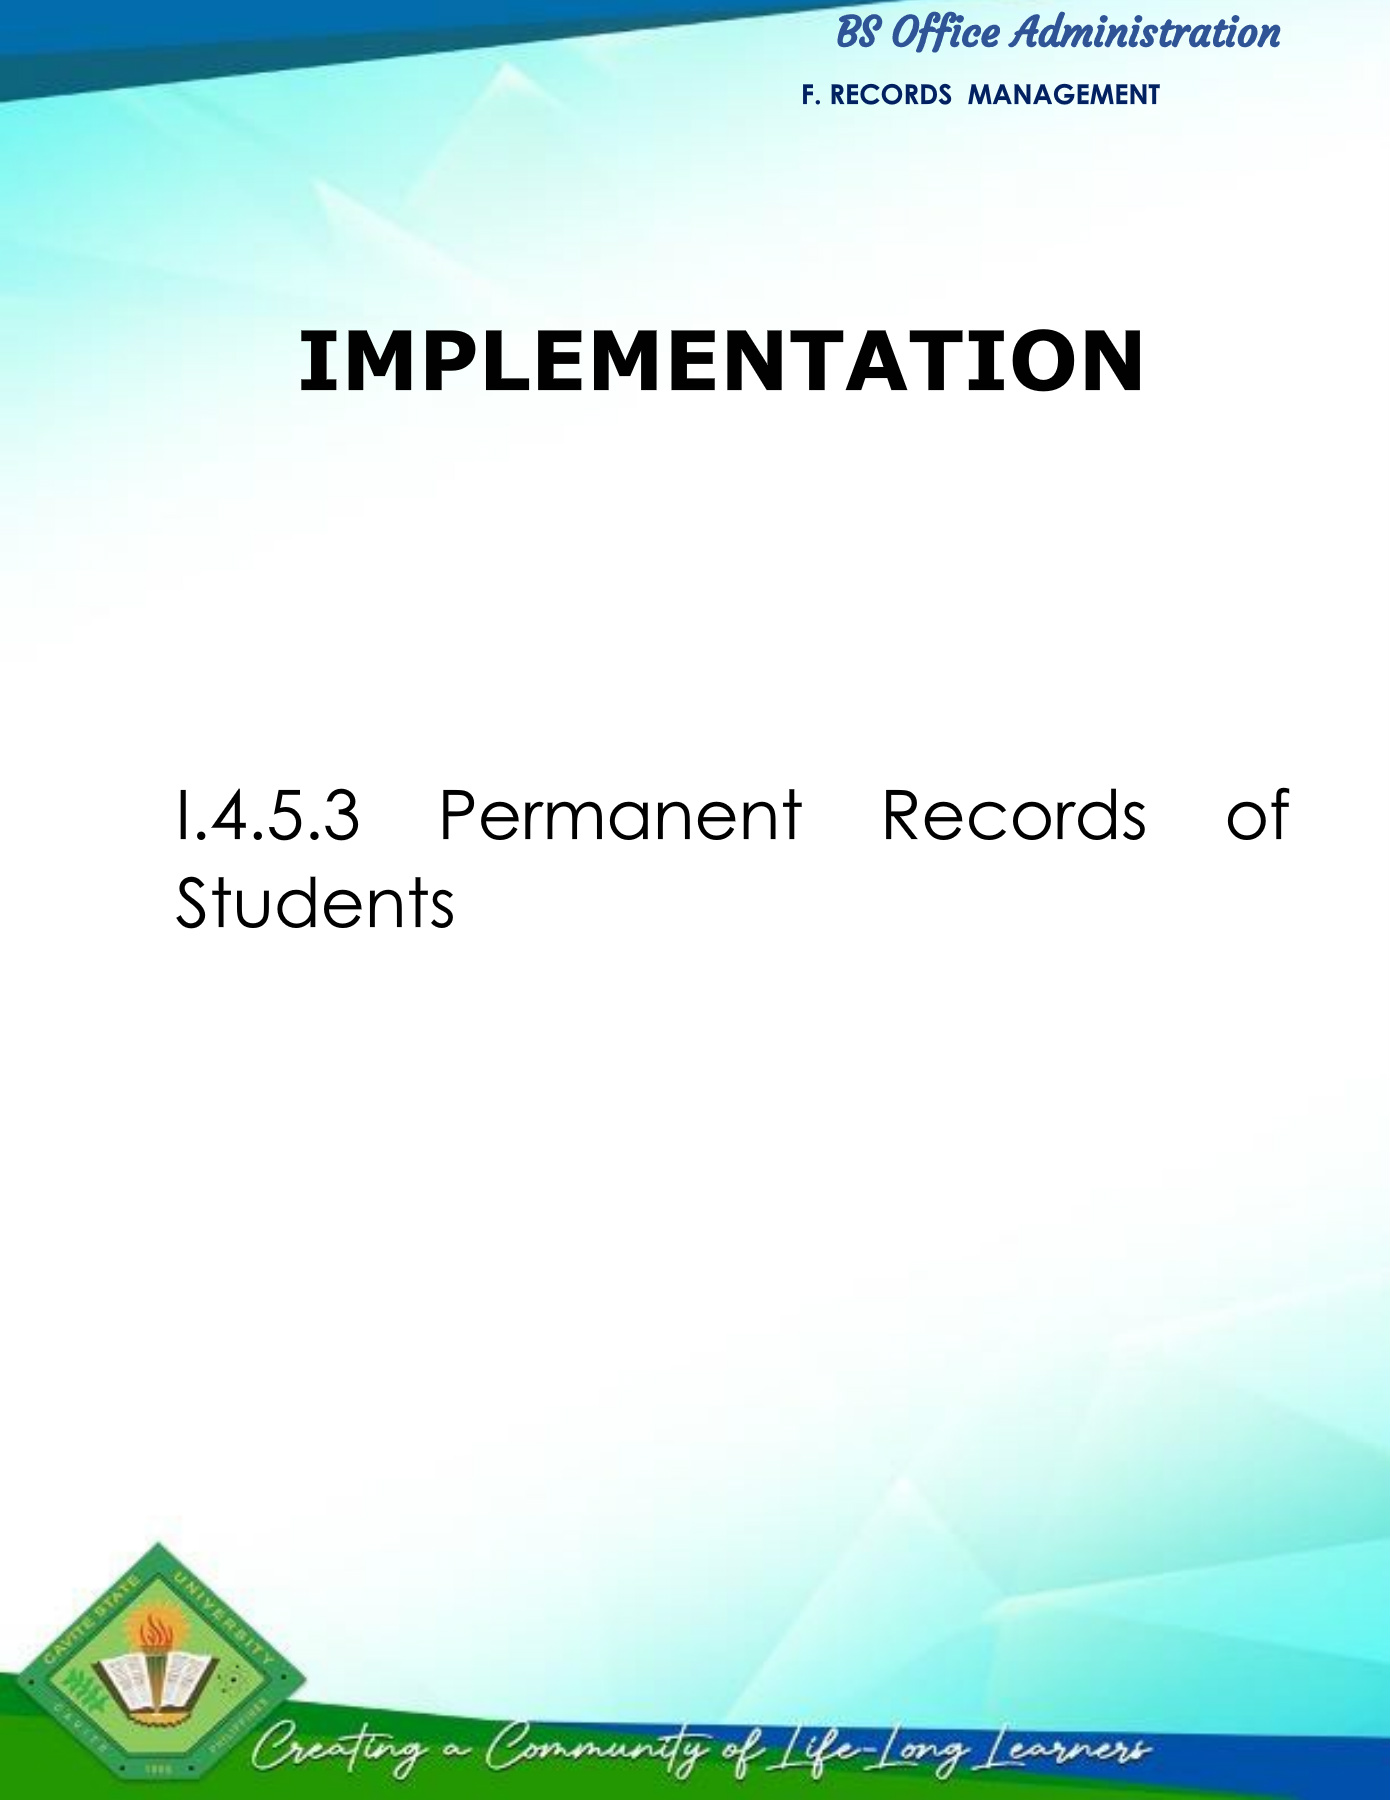 BS Office Administration
F. RECORDS MANAGEMENT
IMPLEMENTATION
I.4.5.3 Permanent Records of
Students
CAVITE STATE UNIVERSITY
CAVITE
1906
PHILIPPINES
Creating a Community of Life-Long Learners